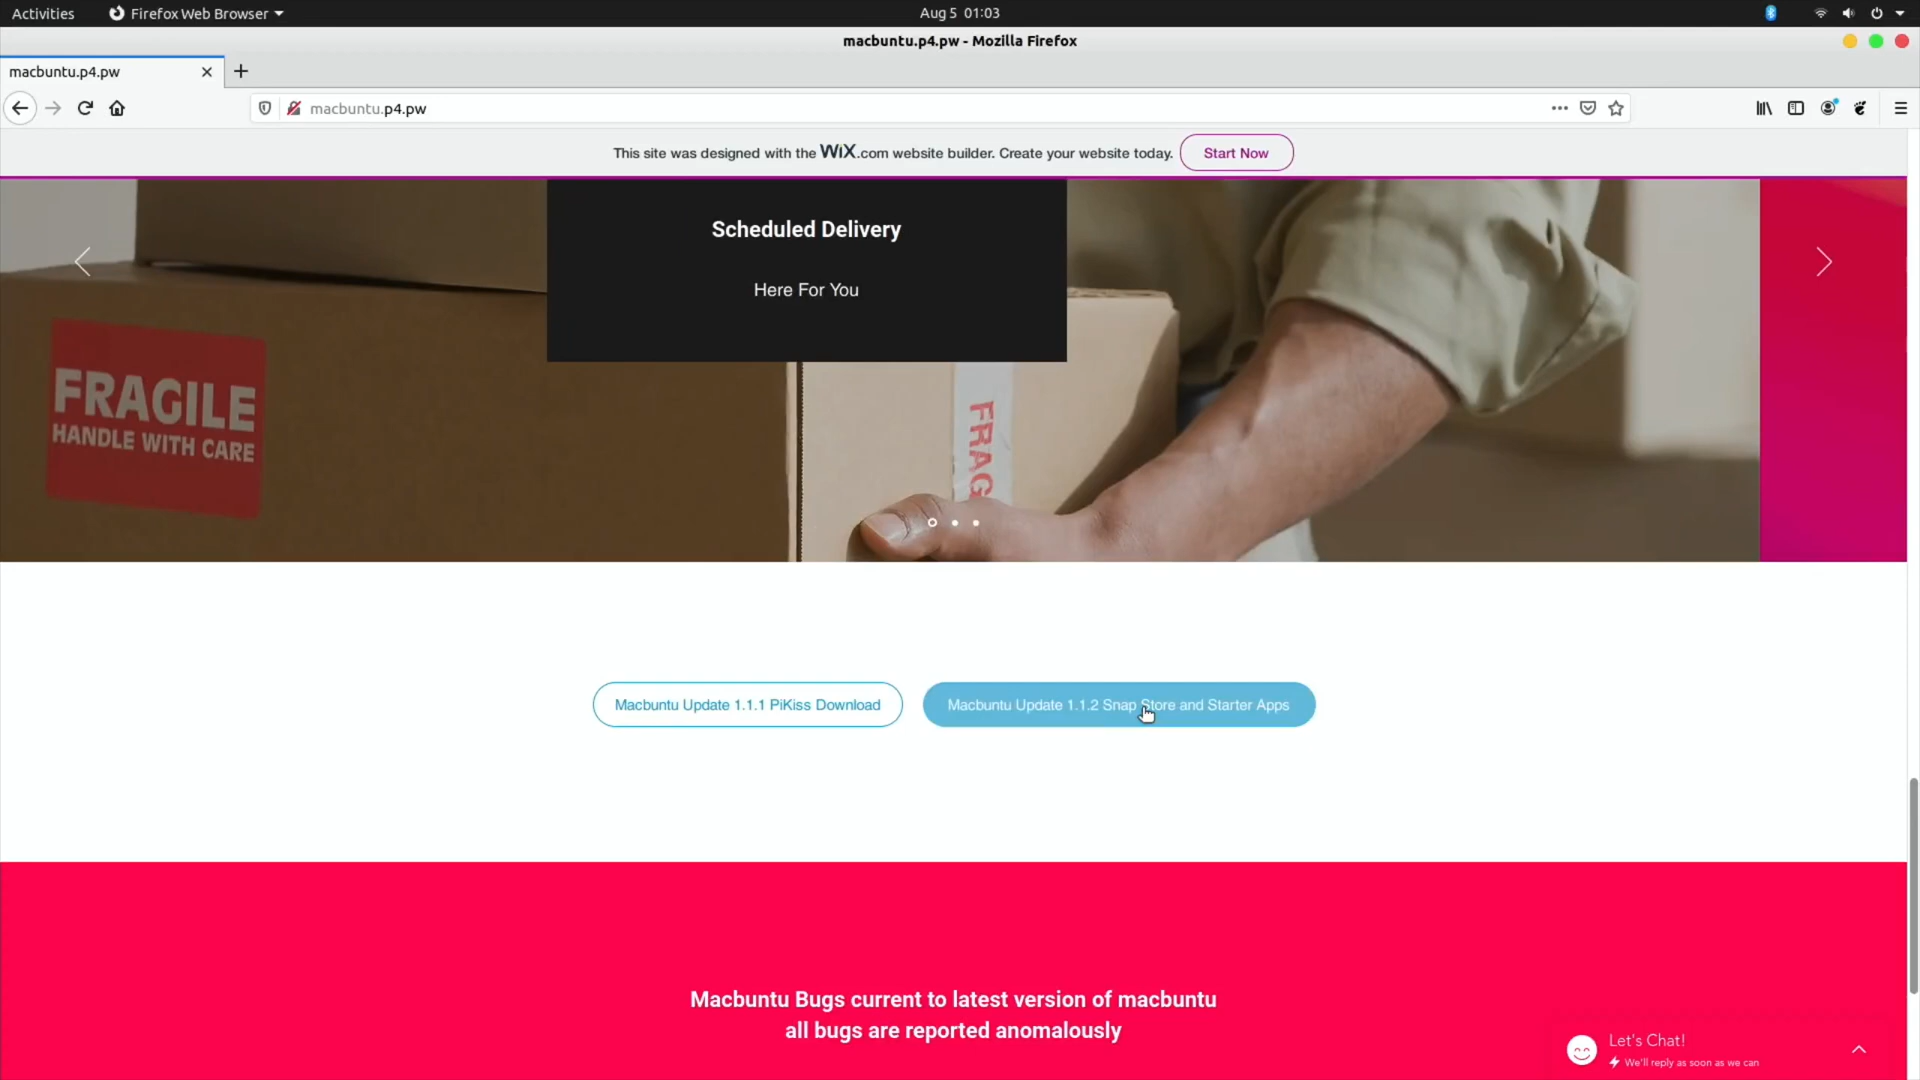 Activities
Firefox Web Browser
Aug 5 01:03
macbuntu.p4.pw - Mozilla Firefox
macbuntu.p4.pw
macbuntu.p4.pw
This site was designed with the WiX.com website builder. Create your website today.
Start Now
Scheduled Delivery
Here For You
FRAGILE
HANDLE WITH CARE
FRAG
Macbuntu Update 1.1.1 PiKiss Download
Macbuntu Update 1.1.2 Snap Store and Starter Apps
Macbuntu Bugs current to latest version of macbuntu
all bugs are reported anomalously
Let's Chat!
We'll reply as soon as we can